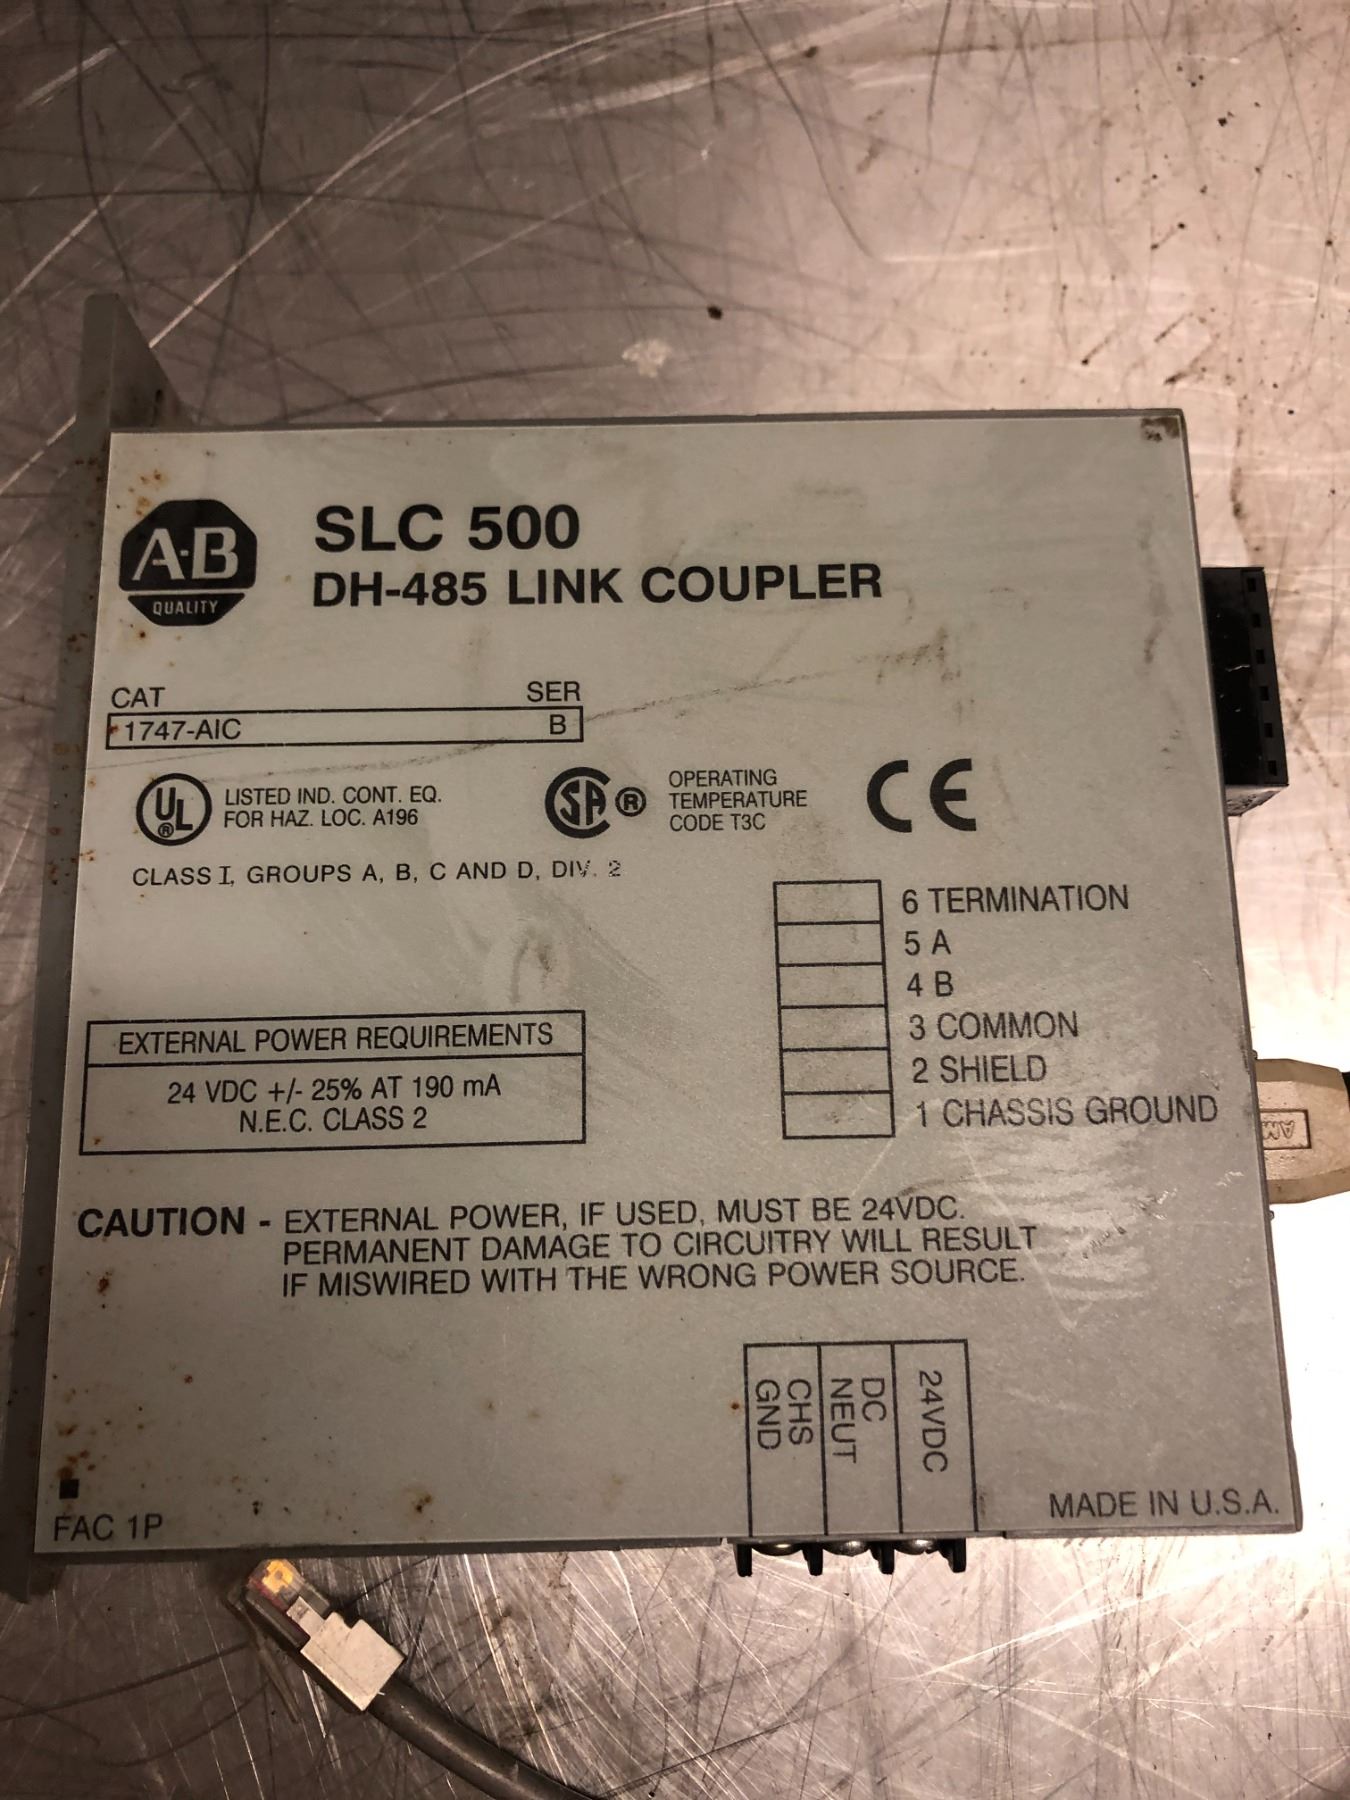 A-B
QUALITY
SLC 500
DH-485 LINK COUPLER
CAT SER
1747-AIC B
UL
®
LISTED IND. CONT. EQ.
FOR HAZ. LOC. A196
SA ®
OPERATING
TEMPERATURE
CODE T3C
CE
CLASS I, GROUPS A, B, C AND D, DIV. 2
6 TERMINATION
5 A
4 B
3 COMMON
2 SHIELD
1 CHASSIS GROUND
EXTERNAL POWER REQUIREMENTS
24 VDC +/- 25% AT 190 mA
N.E.C. CLASS 2
CAUTION - EXTERNAL POWER, IF USED, MUST BE 24VDC.
PERMANENT DAMAGE TO CIRCUITRY WILL RESULT
IF MISWIRED WITH THE WRONG POWER SOURCE.
CHS
GND
DC
NEUT
24VDC
FAC 1P
MADE IN U.S.A.